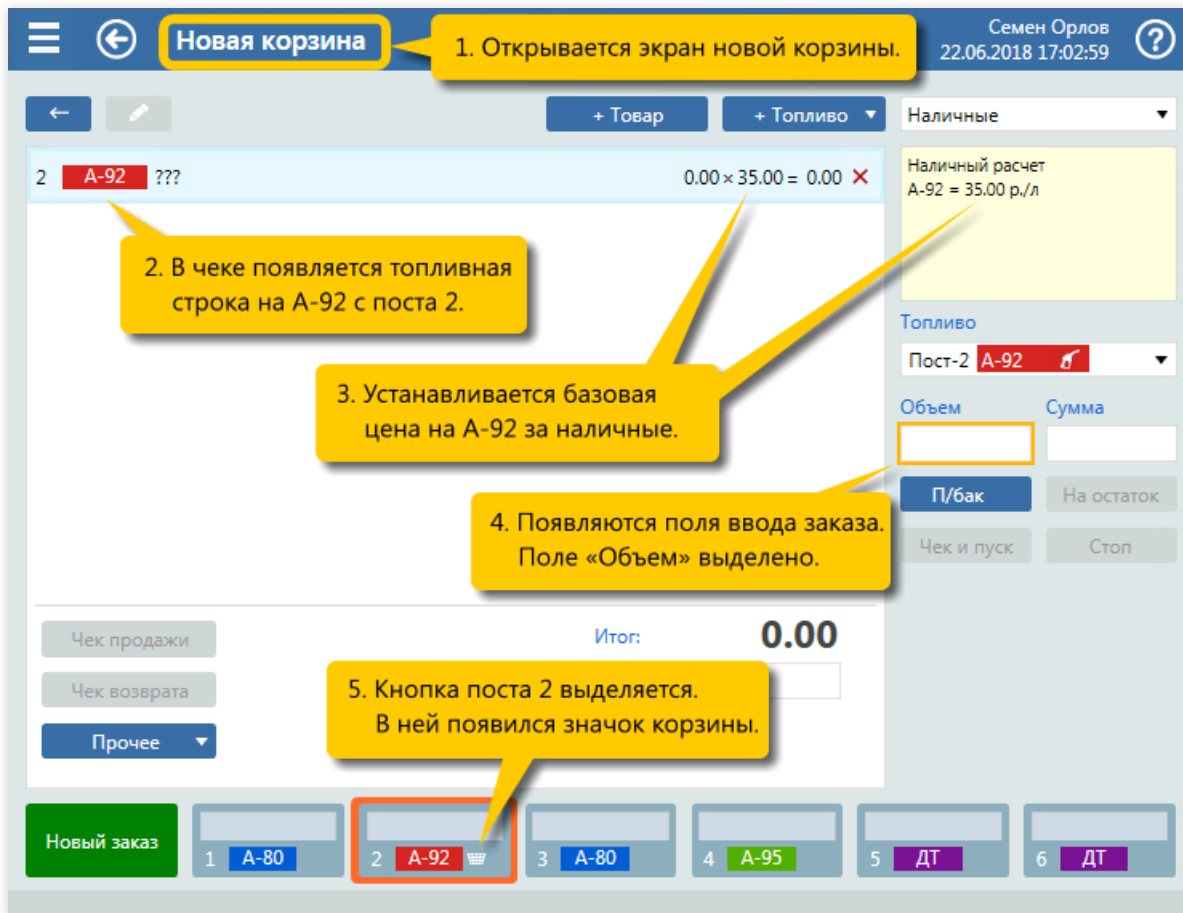 Новая корзина
1. Открывается экран новой корзины.
Семен Орлов
22.06.2018 17:02:59
?
+ Товар
+ Топливо
Наличные
2 А-92 ??? 0.00 × 35.00 = 0.00
Наличный расчет
А-92 = 35.00 р./л
2. В чеке появляется топливная
строка на А-92 с поста 2.
Топливо
Пост-2 А-92
3. Устанавливается базовая
цена на А-92 за наличные.
Объем Сумма
П/бак На остаток
4. Появляются поля ввода заказа.
Поле «Объем» выделено.
Чек и пуск Стоп
Чек продажи
Итог: 0.00
Чек возврата
5. Кнопка поста 2 выделяется.
В ней появился значок корзины.
Прочее
Новый заказ
1 А-80
2 А-92
3 А-80
4 А-95
5 ДТ
6 ДТ